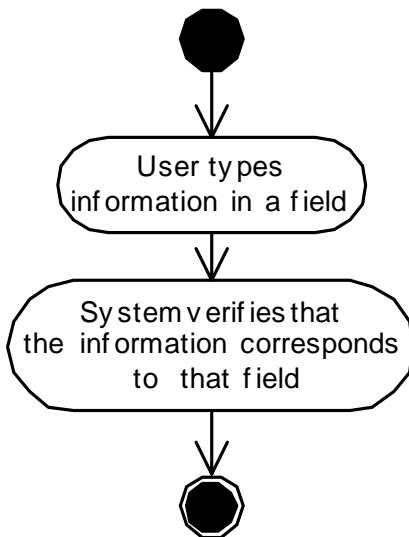 User types
information in a field
System verifies that
the information corresponds
to that field